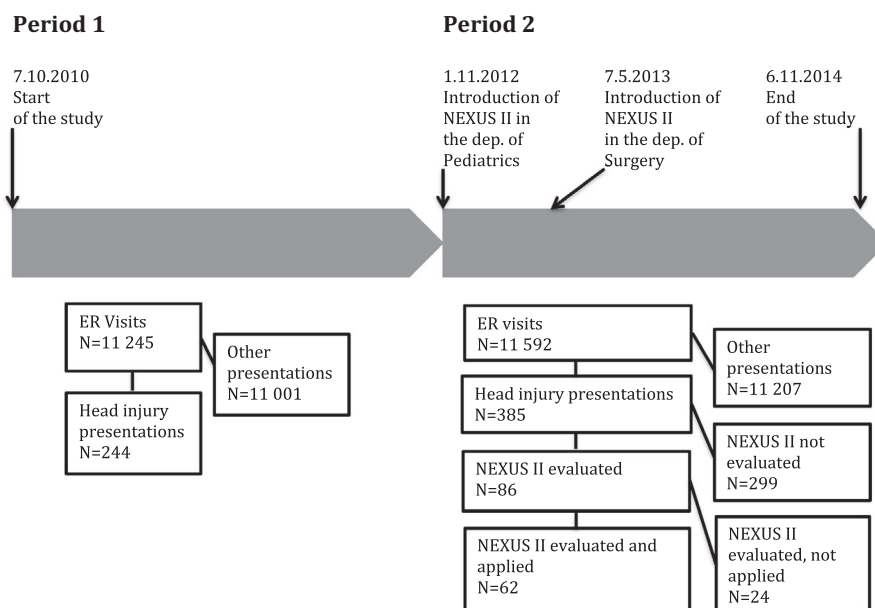 Period 1
7.10.2010
Start
of the study
Period 2
1.11.2012
Introduction of
NEXUS II in
the dep. of
Pediatrics
7.5.2013
Introduction of
NEXUS II
in the dep. of
Surgery
6.11.2014
End
of the study
ER Visits
N=11 245
Other
presentations
N=11 001
Head injury
presentations
N=244
ER visits
N=11 592
Other
presentations
N=11 207
Head injury presentations
N=385
NEXUS II not
evaluated
N=299
NEXUS II evaluated
N=86
NEXUS II
evaluated, not
applied
N=24
NEXUS II evaluated and
applied
N=62